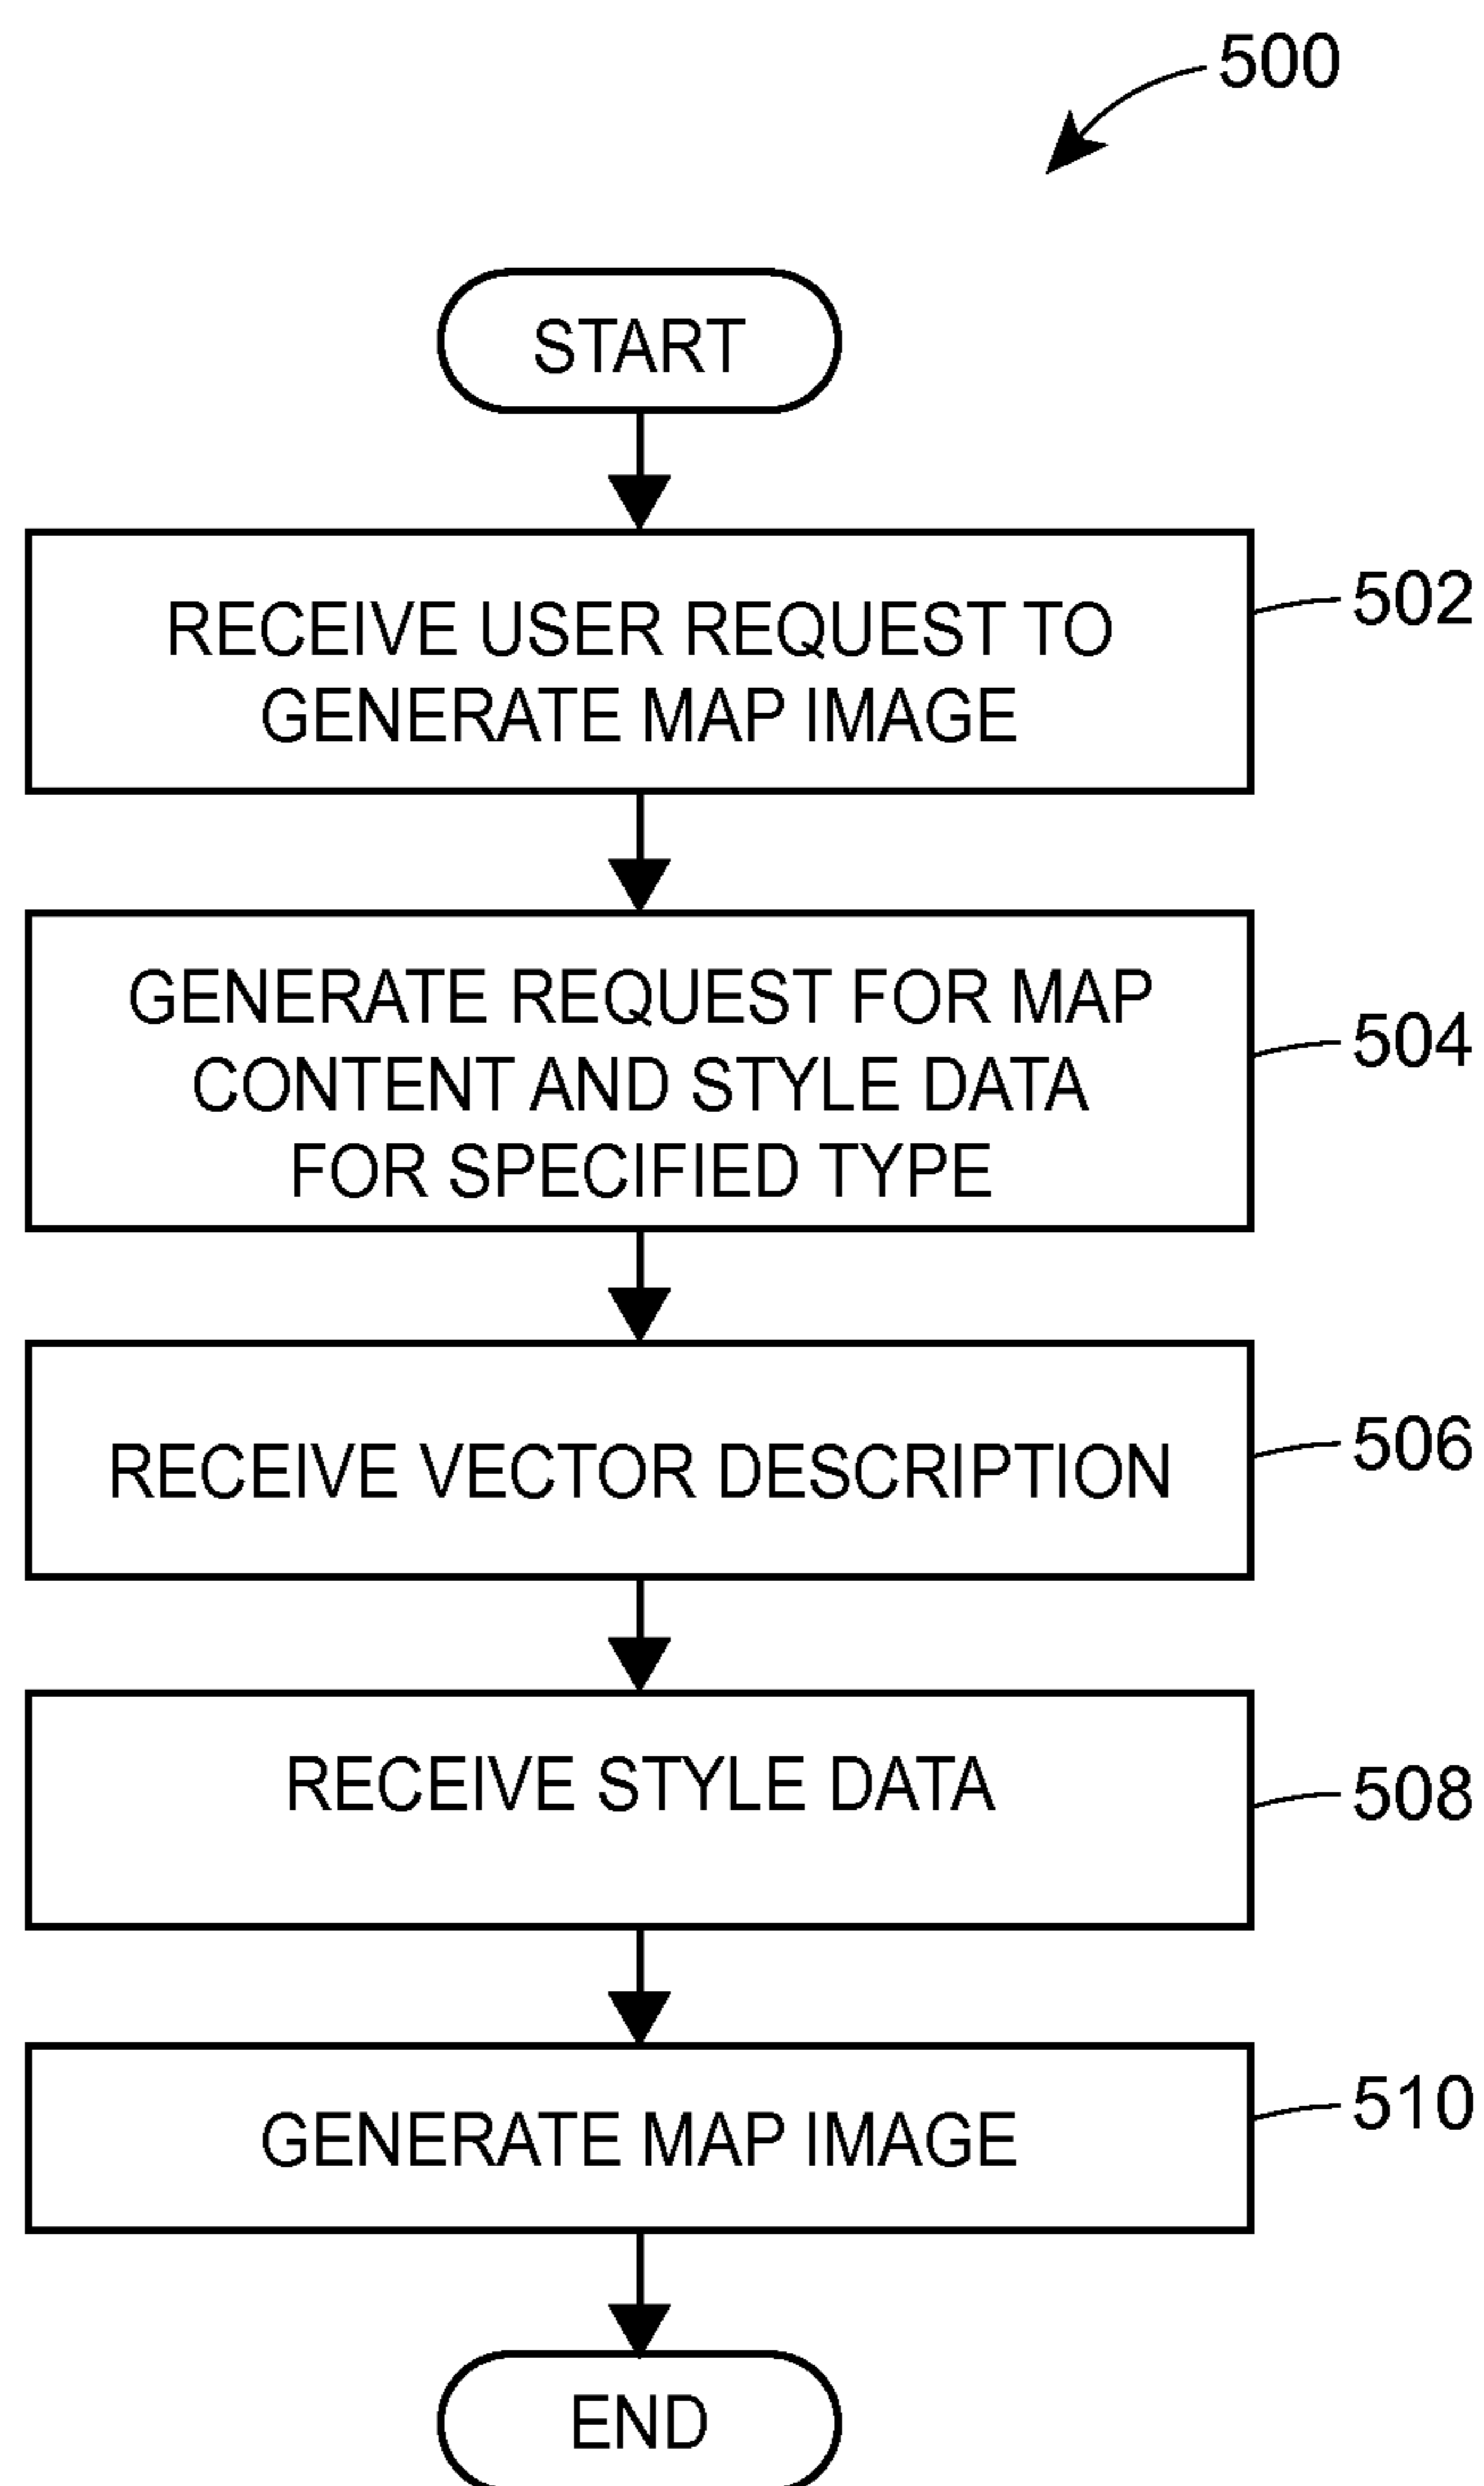 500
START
RECEIVE USER REQUEST TO
GENERATE MAP IMAGE
502
GENERATE REQUEST FOR MAP
CONTENT AND STYLE DATA
FOR SPECIFIED TYPE
504
RECEIVE VECTOR DESCRIPTION
506
RECEIVE STYLE DATA
508
GENERATE MAP IMAGE
510
END